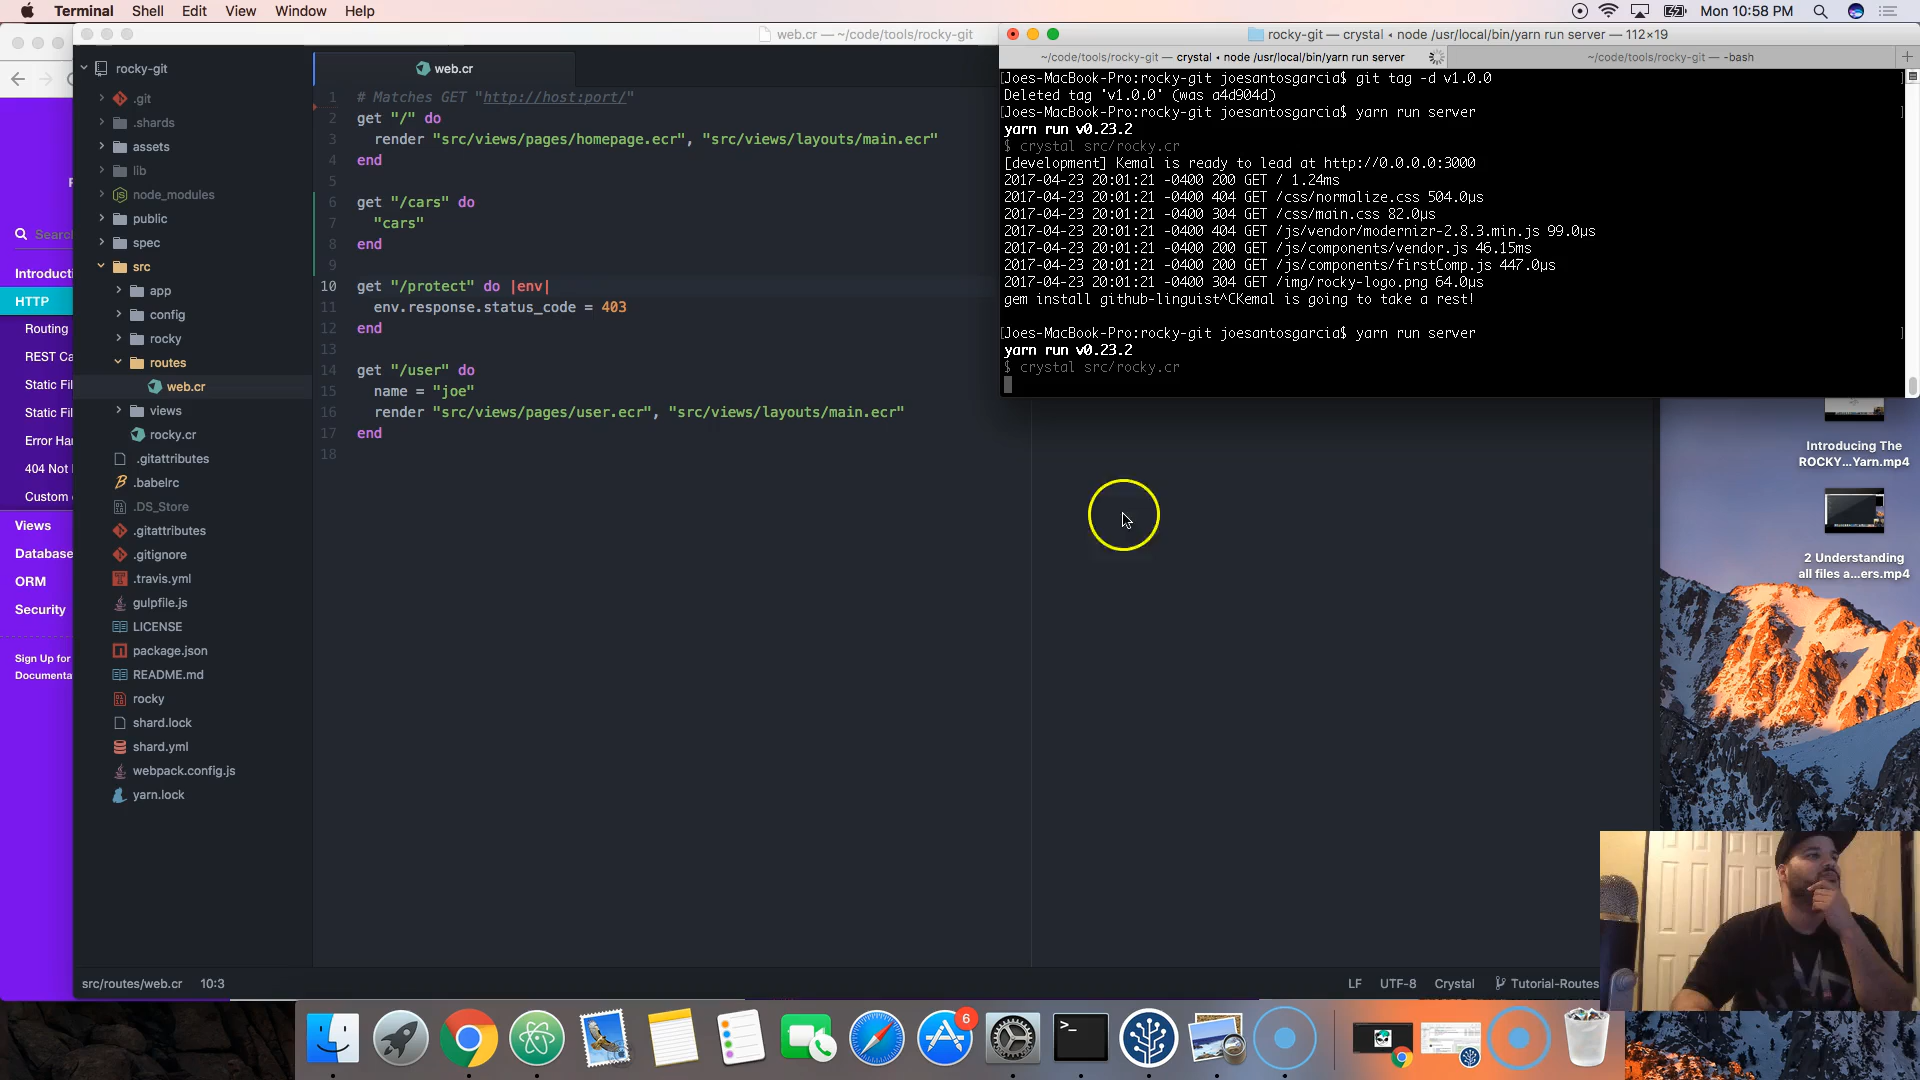 Terminal Shell Edit View Window Help
Mon 10:58 PM
web.cr — ~/code/tools/rocky-git
rocky-git — crystal ◂ node /usr/local/bin/yarn run server — 112×19
~/code/tools/rocky-git — crystal ◂ node /usr/local/bin/yarn run server
~/code/tools/rocky-git — -bash
Search
Introducti
HTTP
Routing
REST Ca
Static Fil
Static Fil
Error Ha
404 Not
Custom
Views
Database
ORM
Security
Sign Up for
Documenta
rocky-git
.git
.shards
assets
lib
node_modules
public
spec
src
app
config
rocky
routes
web.cr
views
rocky.cr
.gitattributes
.babelrc
.DS_Store
.gitattributes
.gitignore
.travis.yml
gulpfile.js
LICENSE
package.json
README.md
rocky
shard.lock
shard.yml
webpack.config.js
yarn.lock
web.cr
1 # Matches GET "http://host:port/"
2 get "/" do
3 render "src/views/pages/homepage.ecr", "src/views/layouts/main.ecr"
4 end
5
6 get "/cars" do
7 "cars"
8 end
9
10 get "/protect" do |env|
11 env.response.status_code = 403
12 end
13
14 get "/user" do
15 name = "joe"
16 render "src/views/pages/user.ecr", "src/views/layouts/main.ecr"
17 end
18
[Joes-MacBook-Pro:rocky-git joesantosgarcia$ git tag -d v1.0.0 ]
Deleted tag 'v1.0.0' (was a4d904d)
[Joes-MacBook-Pro:rocky-git joesantosgarcia$ yarn run server ]
yarn run v0.23.2
$ crystal src/rocky.cr
[development] Kemal is ready to lead at http://0.0.0.0:3000
2017-04-23 20:01:21 -0400 200 GET / 1.24ms
2017-04-23 20:01:21 -0400 404 GET /css/normalize.css 504.0µs
2017-04-23 20:01:21 -0400 304 GET /css/main.css 82.0µs
2017-04-23 20:01:21 -0400 404 GET /js/vendor/modernizr-2.8.3.min.js 99.0µs
2017-04-23 20:01:21 -0400 200 GET /js/components/vendor.js 46.15ms
2017-04-23 20:01:21 -0400 200 GET /js/components/firstComp.js 447.0µs
2017-04-23 20:01:21 -0400 304 GET /img/rocky-logo.png 64.0µs
gem install github-linguist^CKemal is going to take a rest!
[Joes-MacBook-Pro:rocky-git joesantosgarcia$ yarn run server ]
yarn run v0.23.2
$ crystal src/rocky.cr
Introducing The
ROCKY...Yarn.mp4
2 Understanding
all files a...ers.mp4
src/routes/web.cr 10:3
LF UTF-8 Crystal Tutorial-Routes
6